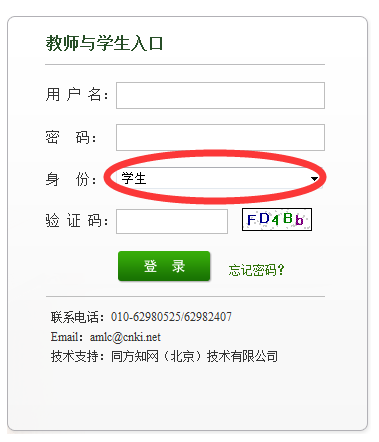 教师与学生入口
用 户 名：
密    码：
身    份： 学生
验 证 码： FD4Bb
登 录 忘记密码？
联系电话：010-62980525/62982407
Email：amlc@cnki.net
技术支持：同方知网（北京）技术有限公司